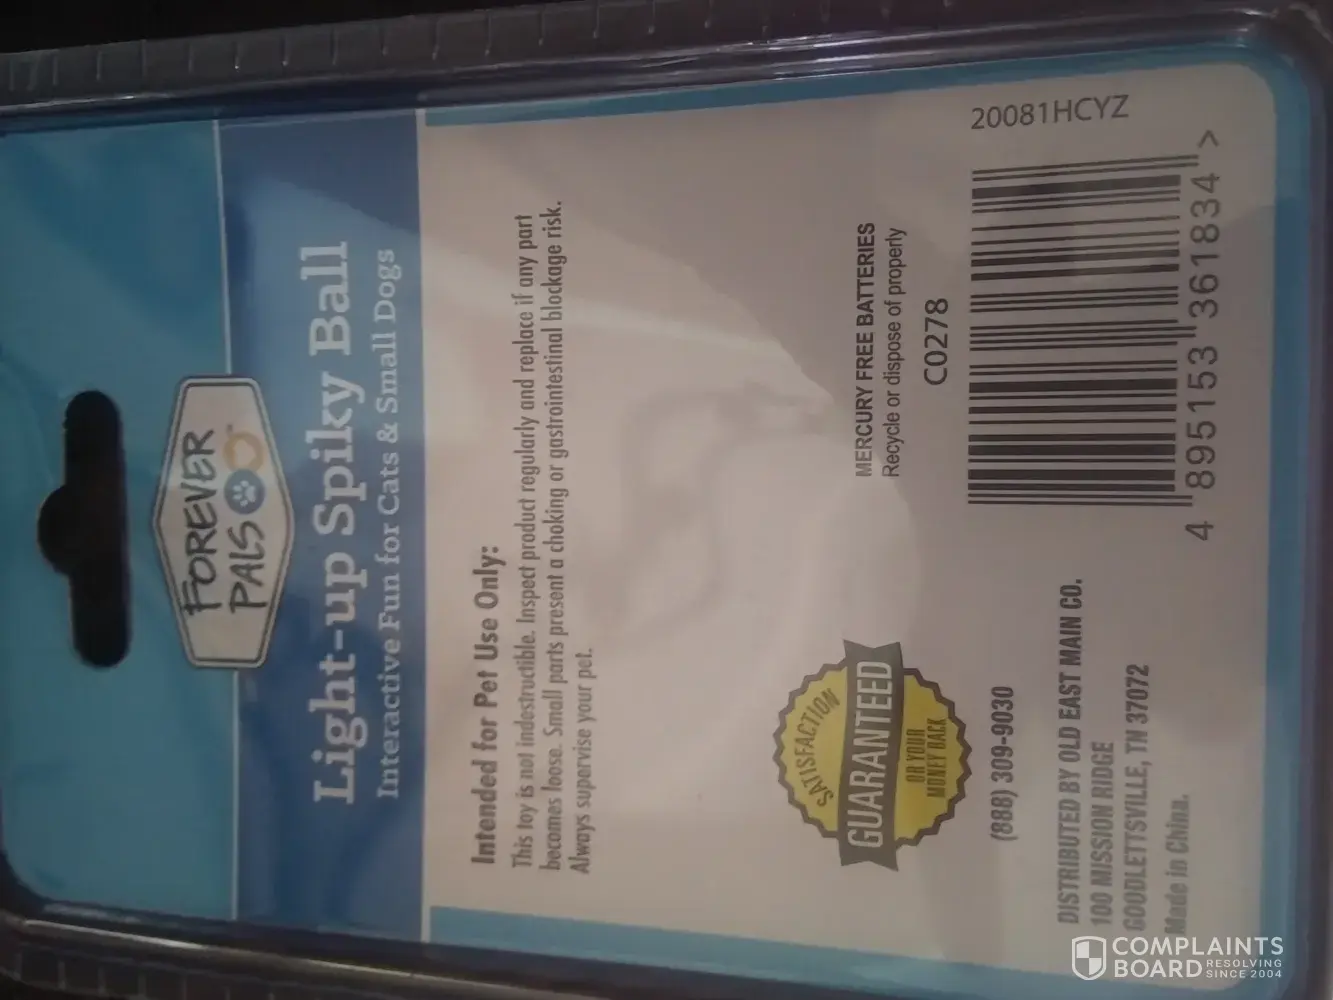 FOREVER
PALS
Light-up Spiky Ball
Interactive Fun for Cats & Small Dogs
Intended for Pet Use Only:
This toy is not indestructible. Inspect product regularly and replace if any part
becomes loose. Small parts present a choking or gastrointestinal blockage risk.
Always supervise your pet.
SATISFACTION
GUARANTEED
OR YOUR
MONEY BACK
MERCURY FREE BATTERIES
Recycle or dispose of properly
C0278
(888) 309-9030
DISTRIBUTED BY OLD EAST MAIN CO.
100 MISSION RIDGE
GOODLETTSVILLE, TN 37072
Made in China.
20081HCYZ
4 895153 361834 >
COMPLAINTS
BOARD RESOLVING
SINCE 2004